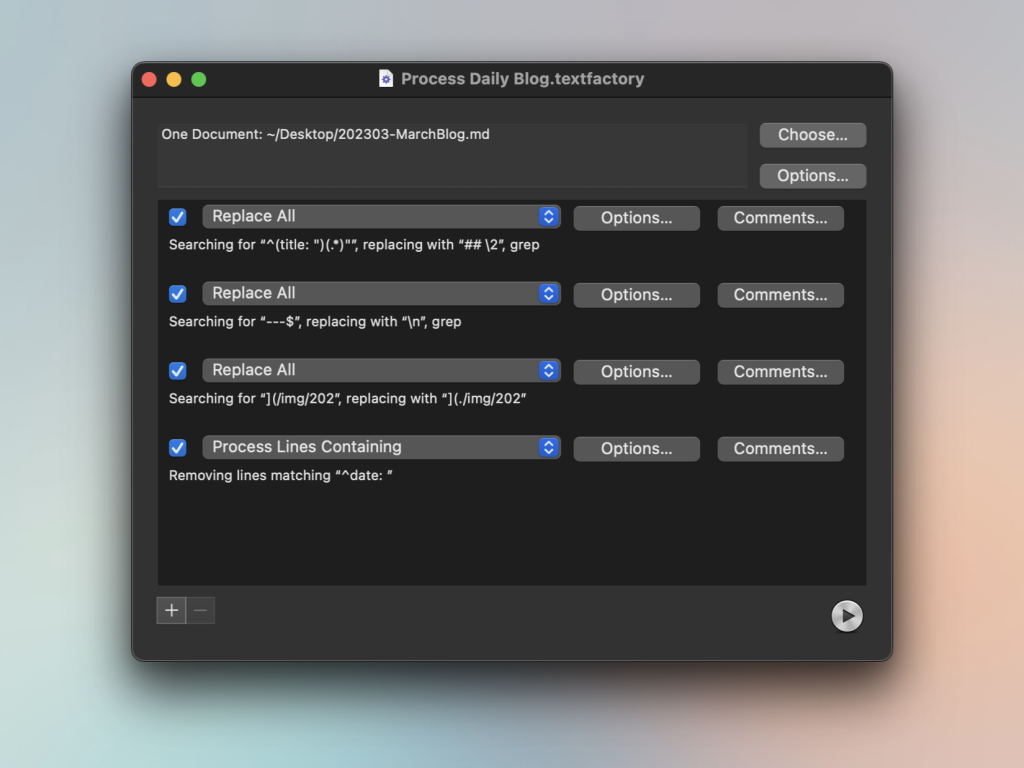 Process Daily Blog.textfactory
One Document: ~/Desktop/202303-MarchBlog.md
Choose...
Options...
Replace All Options... Comments...
Searching for “^(title: ")(.*)"”, replacing with “## \2”, grep
Replace All Options... Comments...
Searching for “---$”, replacing with “\n”, grep
Replace All Options... Comments...
Searching for “](/img/202”, replacing with “](./img/202”
Process Lines Containing Options... Comments...
Removing lines matching “^date: ”